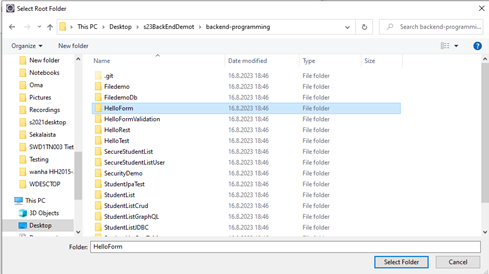 Select Root Folder
This PC > Desktop > s23BackEndDemot > backend-programming
Search backend-programmi...
Organize
New folder
Name
Date modified
Type
Size
New folder
Notebooks
Oma
Pictures
Recordings
s2021desktop
Sekalaista
SWD1TN003 Tiet
Testing
wanha HH2015-
WDESCTOP
This PC
3D Objects
Desktop
.git 16.8.2023 18:46 File folder
Filedemo 16.8.2023 18:46 File folder
FiledemoDb 16.8.2023 18:46 File folder
HelloForm 16.8.2023 18:46 File folder
HelloFormValidation 16.8.2023 18:46 File folder
HelloRest 16.8.2023 18:46 File folder
HelloTest 16.8.2023 18:46 File folder
SecureStudentList 16.8.2023 18:46 File folder
SecureStudentListUser 16.8.2023 18:46 File folder
SecurityDemo 16.8.2023 18:46 File folder
StudentJpaTest 16.8.2023 18:46 File folder
StudentList 16.8.2023 18:46 File folder
StudentListCrud 16.8.2023 18:46 File folder
StudentListGraphQL 16.8.2023 18:46 File folder
StudentListJDBC 16.8.2023 18:46 File folder
Folder: HelloForm
Select Folder
Cancel